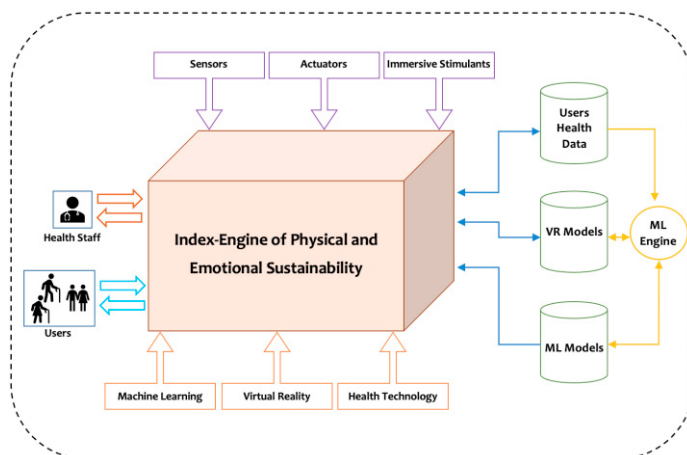 Sensors
Actuators
Immersive Stimulants
Users
Health
Data
Health Staff
Index-Engine of Physical and
Emotional Sustainability
VR Models
ML
Engine
Users
ML Models
Machine Learning
Virtual Reality
Health Technology